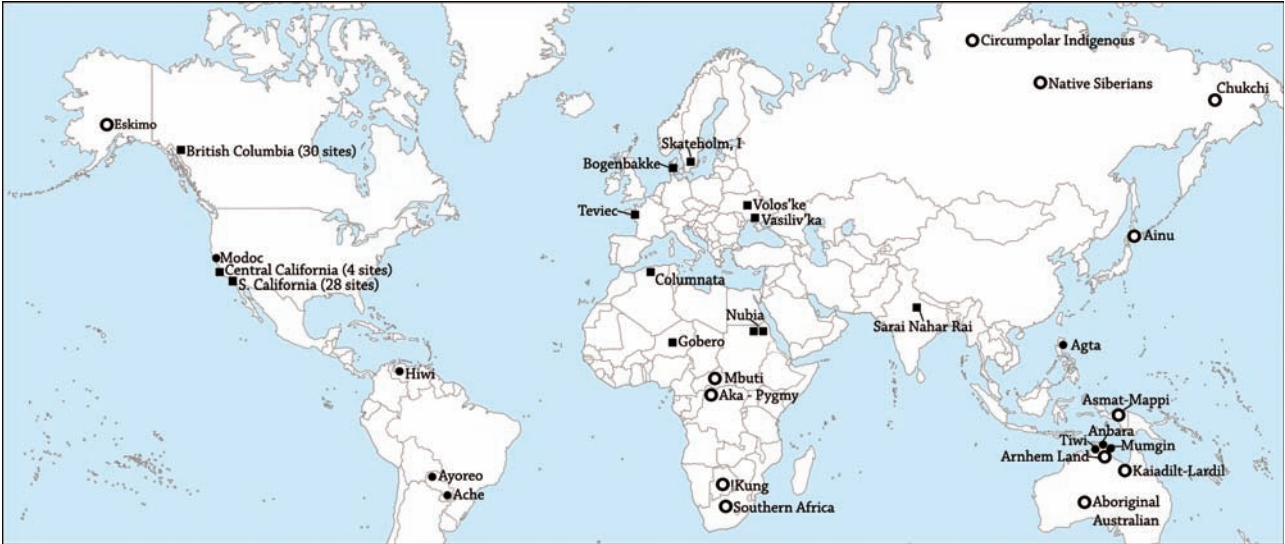 Circumpolar Indigenous
Native Siberians
Chukchi
Eskimo
British Columbia (30 sites)
Skateholm, I
Bogenbakke
Teviec
Volos'ke
Vasiliv'ka
Ainu
Modoc
Central California (4 sites)
S. California (28 sites)
Columnata
Nubia
Sarai Nahar Rai
Gobero
Agta
Hiwi
Mbuti
Aka - Pygmy
Asmat-Mappi
Anbara
Tiwi
Mumgin
Arnhem Land
Kaiadilt-Lardil
Ayoreo
Ache
!Kung
Southern Africa
Aboriginal
Australian